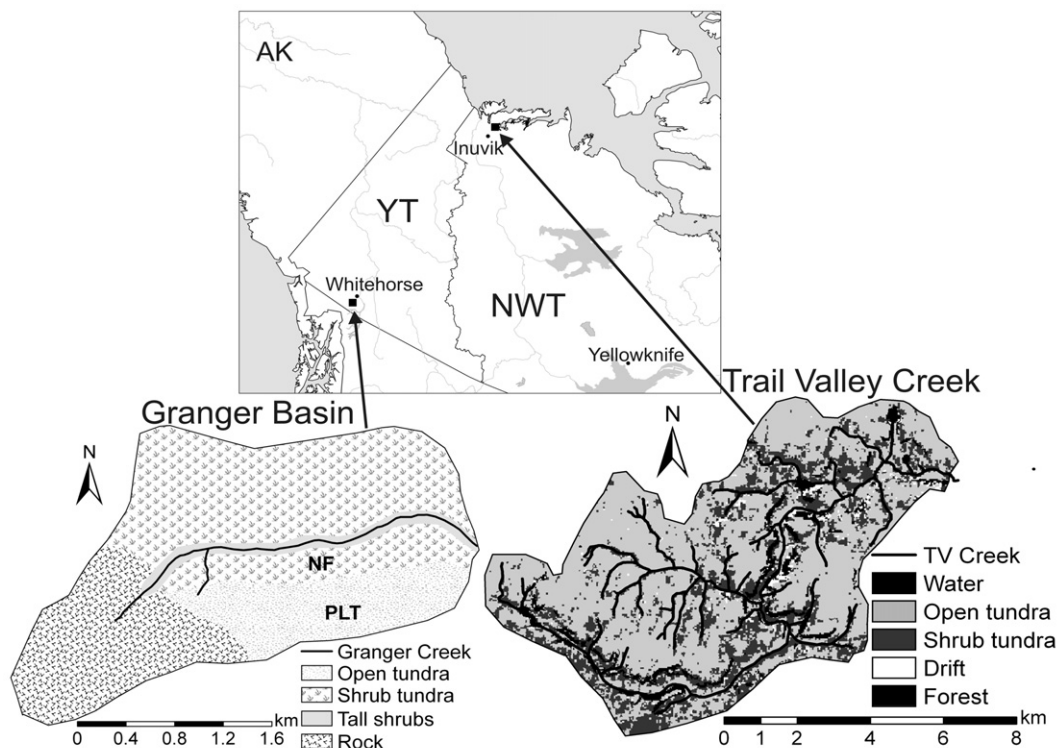 AK
Inuvik
YT
Whitehorse
NWT
Yellowknife
Trail Valley Creek
Granger Basin
N
N
NF
PLT
TV Creek
Water
Open tundra
Shrub tundra
Drift
Forest
Granger Creek
Open tundra
Shrub tundra
Tall shrubs
Rock
km
0 0.4 0.8 1.2 1.6
km
0 2 4 6 8